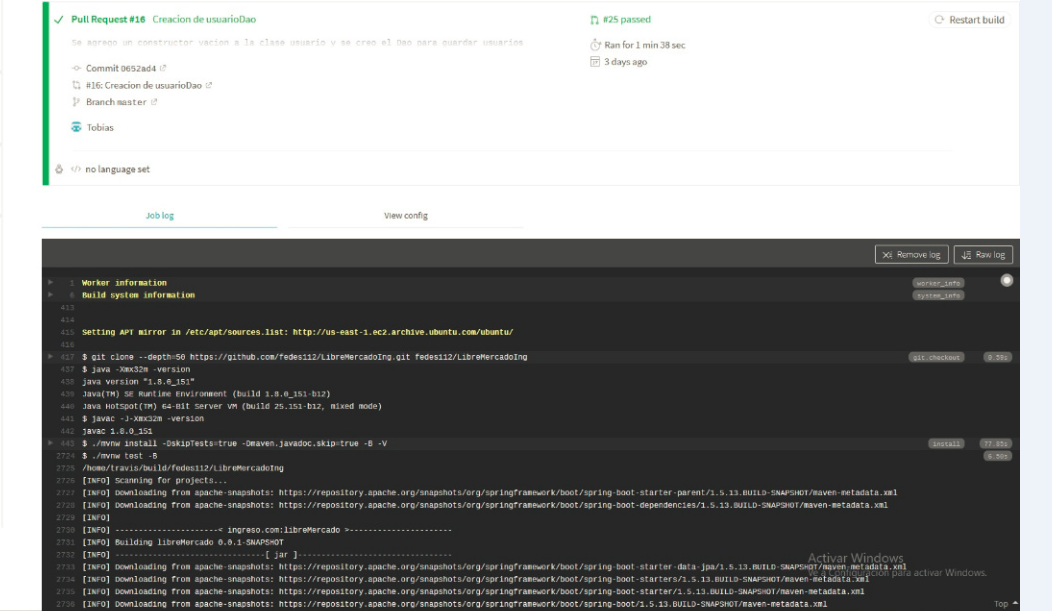 Pull Request #16 Creacion de usuarioDao
#25 passed
Restart build
Se agrego un constructor vacion a la clase usuario y se creo el Dao para guardar usuarios
Ran for 1 min 38 sec
3 days ago
Commit 0652ad4
#16: Creacion de usuarioDao
Branch master
Tobias
</> no language set
Job log
View config
Remove log
Raw log
1 Worker information
worker_info
6 Build system information
system_info
413
414
415 Setting APT mirror in /etc/apt/sources.list: http://us-east-1.ec2.archive.ubuntu.com/ubuntu/
416
417 $ git clone --depth=50 https://github.com/fedes112/LibreMercadoIng.git fedes112/LibreMercadoIng
git.checkout 0.59s
437 $ java -Xmx32m -version
438 java version "1.8.0_151"
439 Java(TM) SE Runtime Environment (build 1.8.0_151-b12)
440 Java HotSpot(TM) 64-Bit Server VM (build 25.151-b12, mixed mode)
441 $ javac -J-Xmx32m -version
442 javac 1.8.0_151
443 $ ./mvnw install -DskipTests=true -Dmaven.javadoc.skip=true -B -V
install
2724 $ ./mvnw test -B
2725 /home/travis/build/fedes112/LibreMercadoIng
2726 [INFO] Scanning for projects...
2727 [INFO] Downloading from apache-snapshots: https://repository.apache.org/snapshots/org/springframework/boot/spring-boot-starter-parent/1.5.13.BUILD-SNAPSHOT/maven-metadata.xml
2728 [INFO] Downloading from apache-snapshots: https://repository.apache.org/snapshots/org/springframework/boot/spring-boot-dependencies/1.5.13.BUILD-SNAPSHOT/maven-metadata.xml
2729 [INFO]
2730 [INFO] ----------------------< ingreso.com:libreMercado >----------------------
2731 [INFO] Building libreMercado 0.0.1-SNAPSHOT
2732 [INFO] --------------------------------[ jar ]---------------------------------
2733 [INFO] Downloading from apache-snapshots: https://repository.apache.org/snapshots/org/springframework/boot/spring-boot-starter-data-jpa/1.5.13.BUILD-SNAPSHOT/maven-metadata.xml
2734 [INFO] Downloading from apache-snapshots: https://repository.apache.org/snapshots/org/springframework/boot/spring-boot-starters/1.5.13.BUILD-SNAPSHOT/maven-metadata.xml
2735 [INFO] Downloading from apache-snapshots: https://repository.apache.org/snapshots/org/springframework/boot/spring-boot-starter/1.5.13.BUILD-SNAPSHOT/maven-metadata.xml
2736 [INFO] Downloading from apache-snapshots: https://repository.apache.org/snapshots/org/springframework/boot/spring-boot/1.5.13.BUILD-SNAPSHOT/maven-metadata.xml
Activar Windows
Ve a Configuración para activar Windows.
Top